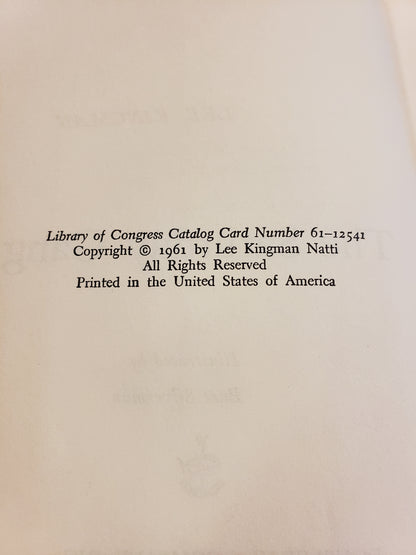 Library of Congress Catalog Card Number 61–12541
Copyright © 1961 by Lee Kingman Natti
All Rights Reserved
Printed in the United States of America